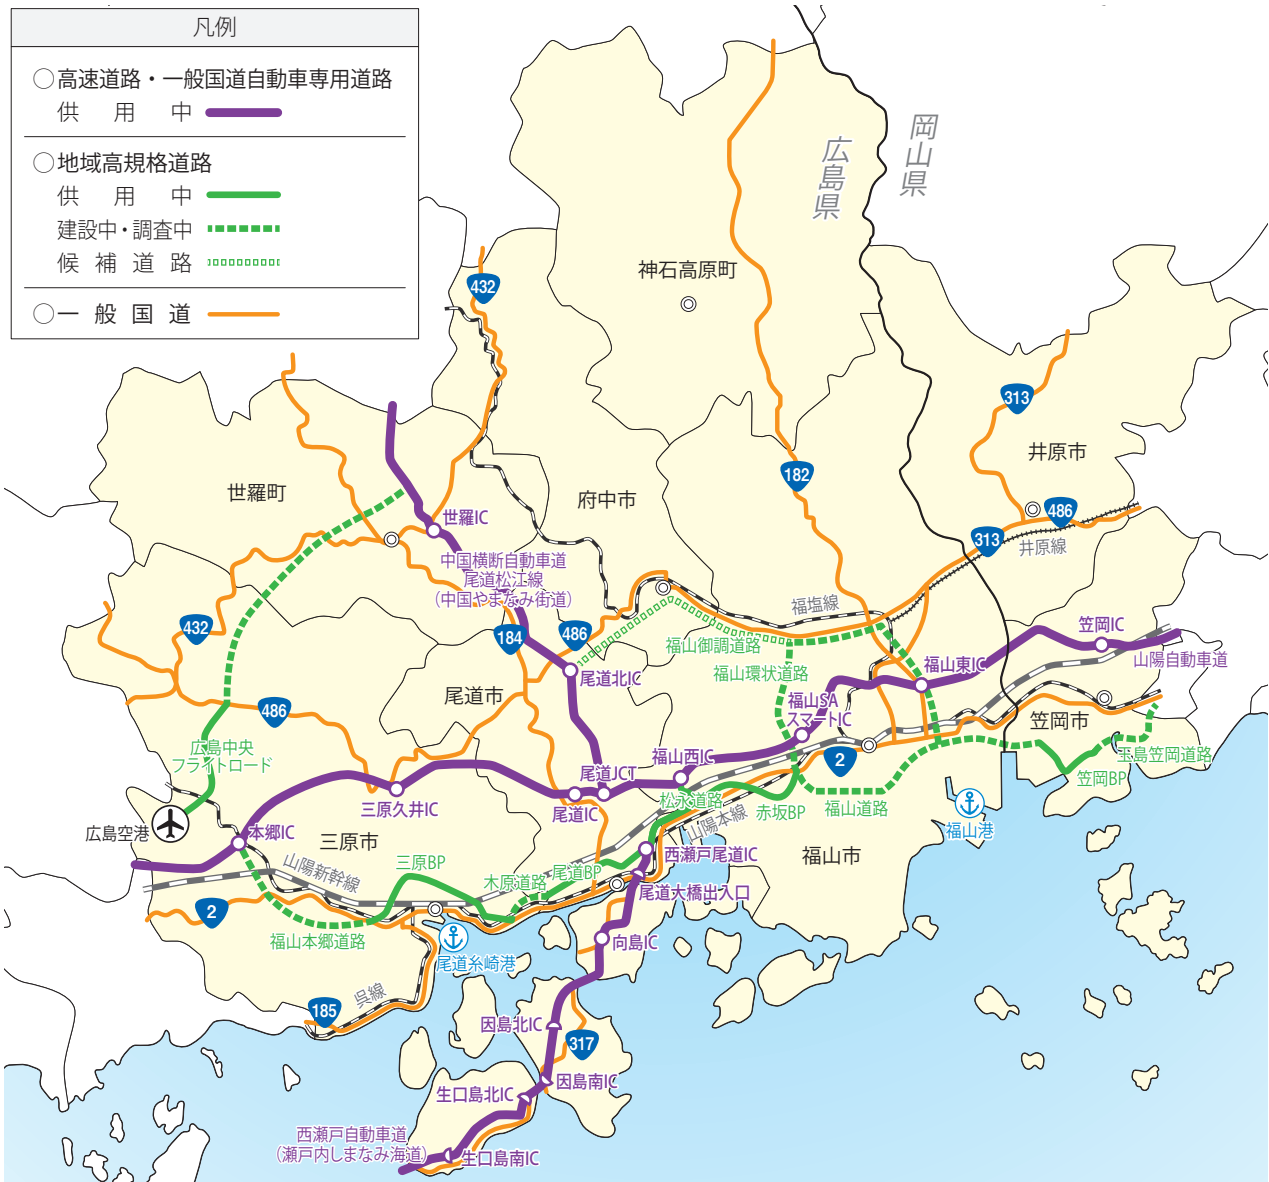 凡例
○高速道路・一般国道自動車専用道路
供用中
○地域高規格道路
供用中
建設中・調査中
候補道路
○一般国道
広島県
岡山県
神石高原町
432
313
182
井原市
486
313
井原線
世羅町
府中市
世羅IC
中国横断自動車道
尾道松江線
（中国やまなみ街道）
福塩線
432
184
486
福山御調道路
福山環状道路
笠岡IC
山陽自動車道
福山東IC
尾道北IC
尾道市
福山SA
スマートIC
笠岡市
486
広島中央
フライトロード
福山西IC
2
玉島笠岡道路
笠岡BP
尾道JCT
三原久井IC
尾道IC
松永道路
赤坂BP
福山道路
福山港
広島空港
本郷IC
三原市
山陽本線
山陽新幹線
三原BP
木原道路
尾道BP
西瀬戸尾道IC
福山市
尾道大橋出入口
2
福山本郷道路
尾道糸崎港
向島IC
呉線
185
因島北IC
317
因島南IC
生口島北IC
西瀬戸自動車道
（瀬戸内しまなみ海道）
生口島南IC